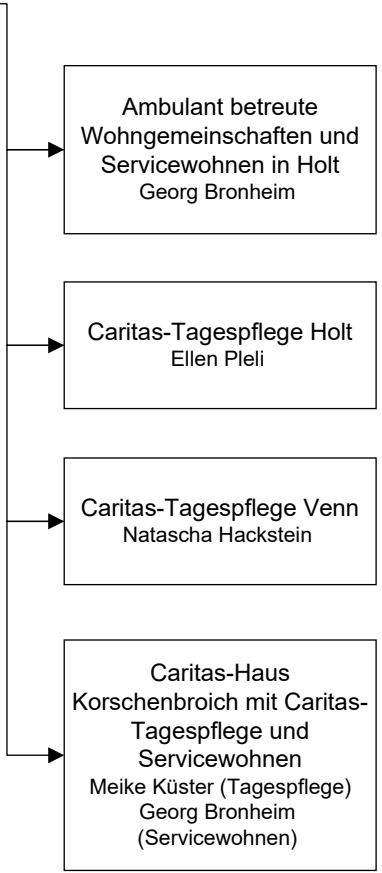 Ambulant betreute
Wohngemeinschaften und
Servicewohnen in Holt
Georg Bronheim
Caritas-Tagespflege Holt
Ellen Pleli
Caritas-Tagespflege Venn
Natascha Hackstein
Caritas-Haus
Korschenbroich mit Caritas-
Tagespflege und
Servicewohnen
Meike Küster (Tagespflege)
Georg Bronheim
(Servicewohnen)